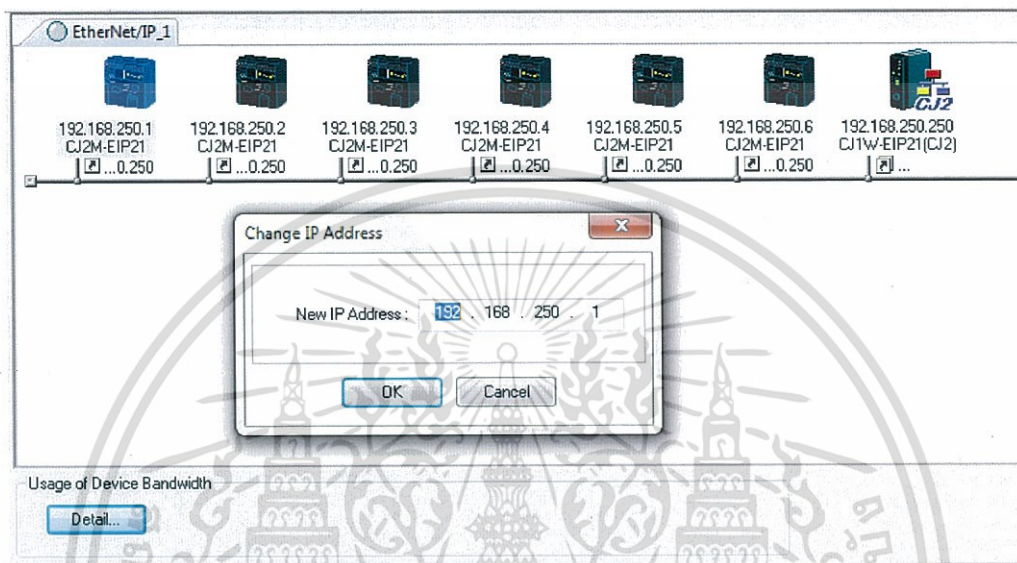 EtherNet/IP_1
192.168.250.1 192.168.250.2 192.168.250.3 192.168.250.4 192.168.250.5 192.168.250.6 192.168.250.250
CJ2M-EIP21 CJ2M-EIP21 CJ2M-EIP21 CJ2M-EIP21 CJ2M-EIP21 CJ2M-EIP21 CJ1W-EIP21(CJ2)
...0.250 ...0.250 ...0.250 ...0.250 ...0.250 ...0.250 ...
CJ2
Change IP Address
New IP Address : 192 . 168 . 250 . 1
OK Cancel
Usage of Device Bandwidth
Detail...